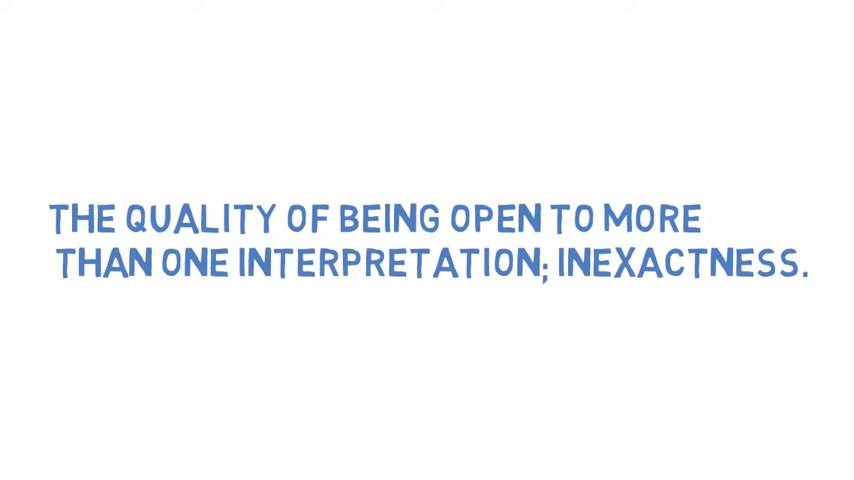 THE QUALITY OF BEING OPEN TO MORE
THAN ONE INTERPRETATION; INEXACTNESS.